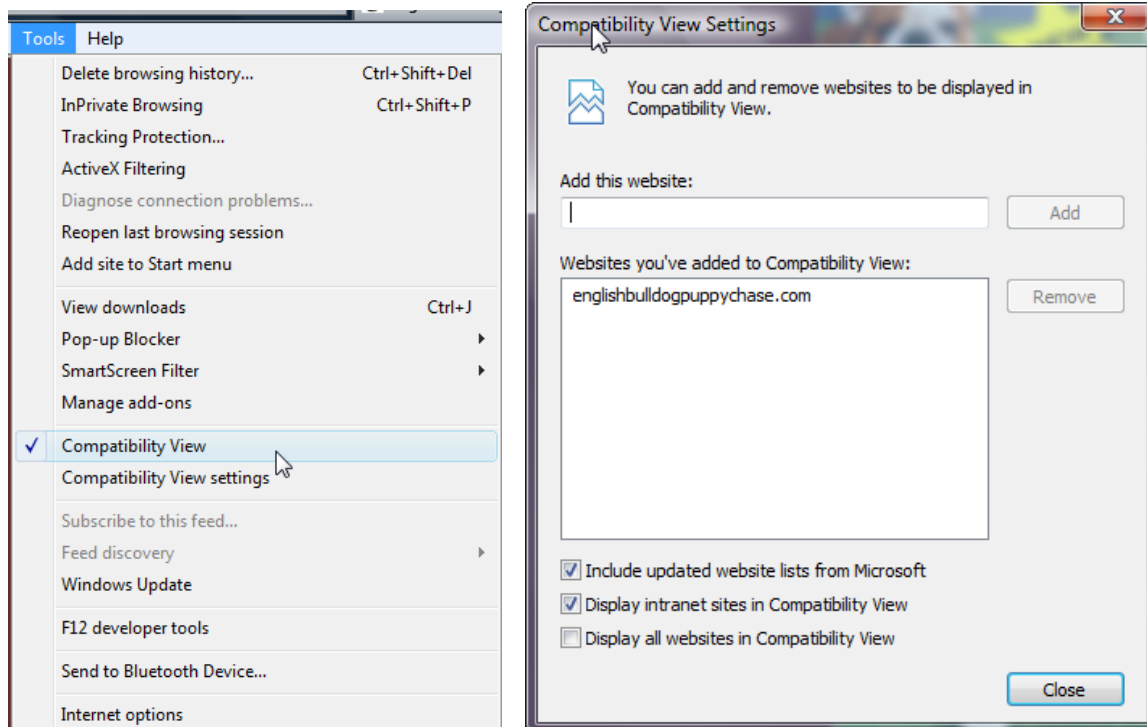 Tools Help
Delete browsing history... Ctrl+Shift+Del
InPrivate Browsing Ctrl+Shift+P
Tracking Protection...
ActiveX Filtering
Diagnose connection problems...
Reopen last browsing session
Add site to Start menu
View downloads Ctrl+J
Pop-up Blocker
SmartScreen Filter
Manage add-ons
Compatibility View
Compatibility View settings
Subscribe to this feed...
Feed discovery
Windows Update
F12 developer tools
Send to Bluetooth Device...
Internet options
Compatibility View Settings
You can add and remove websites to be displayed in
Compatibility View.
Add this website:
Add
Websites you've added to Compatibility View:
englishbulldogpuppychase.com
Remove
Include updated website lists from Microsoft
Display intranet sites in Compatibility View
Display all websites in Compatibility View
Close